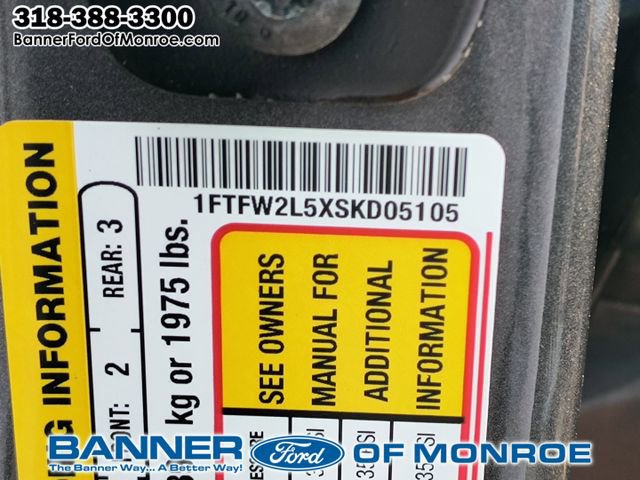 318-388-3300
BannerFordOfMonroe.com
1FTFW2L5XSKD05105
INFORMATION
REAR: 3
2
kg or 1975 lbs.
SEE OWNERS
MANUAL FOR
ADDITIONAL
INFORMATION
BANNER Ford OF MONROE
The Banner Way... A Better Way!